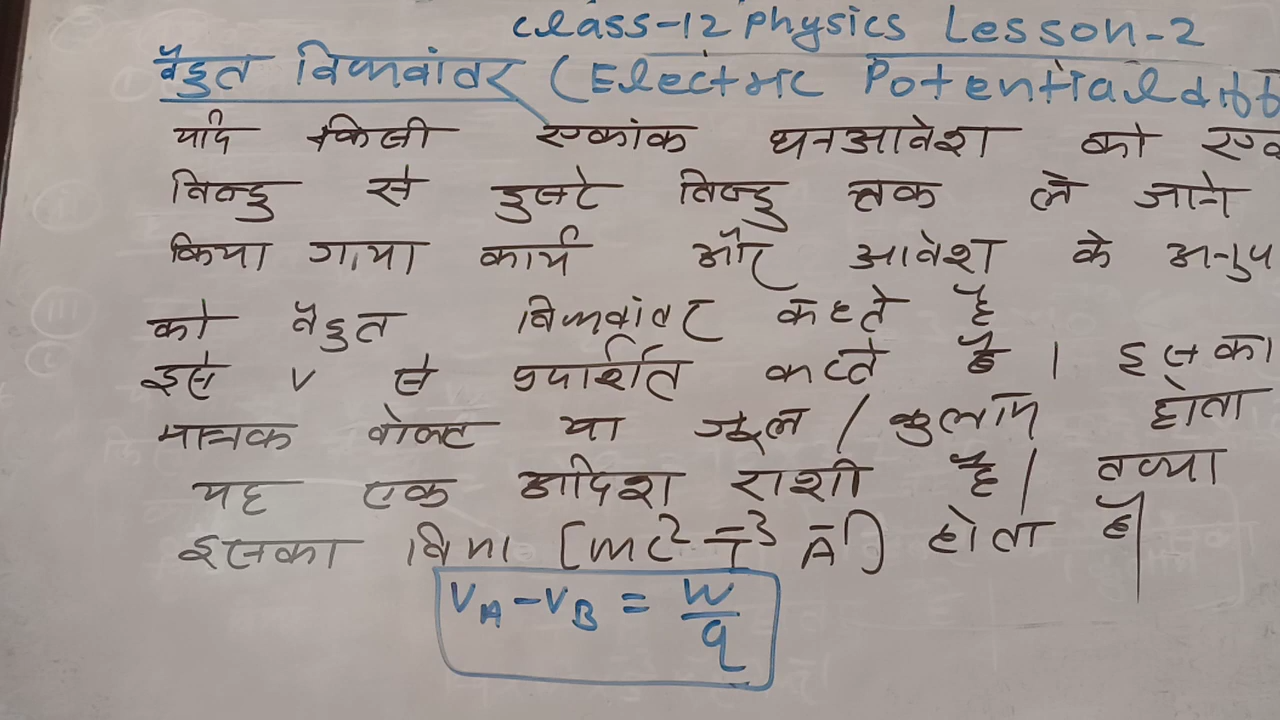 Class-12 Physics Lesson-2
वैद्युत विभवांतर (Electric Potential diff
यदि किसी एकांक धनआवेश को एक
बिन्दु से दुसरे बिन्दु तक ले जाने
किया गया कार्य और आवेश के अनुप
को वैद्युत विभवांतर कहते है
इसे V से प्रदर्शित करते है। इसका
मात्रक वोल्ट या जूल / कुलाम होता
यह एक अदिश राशी है। तथा
इसका विमा [ML² T⁻³ A⁻¹] होता है।
V_A - V_B = W/q